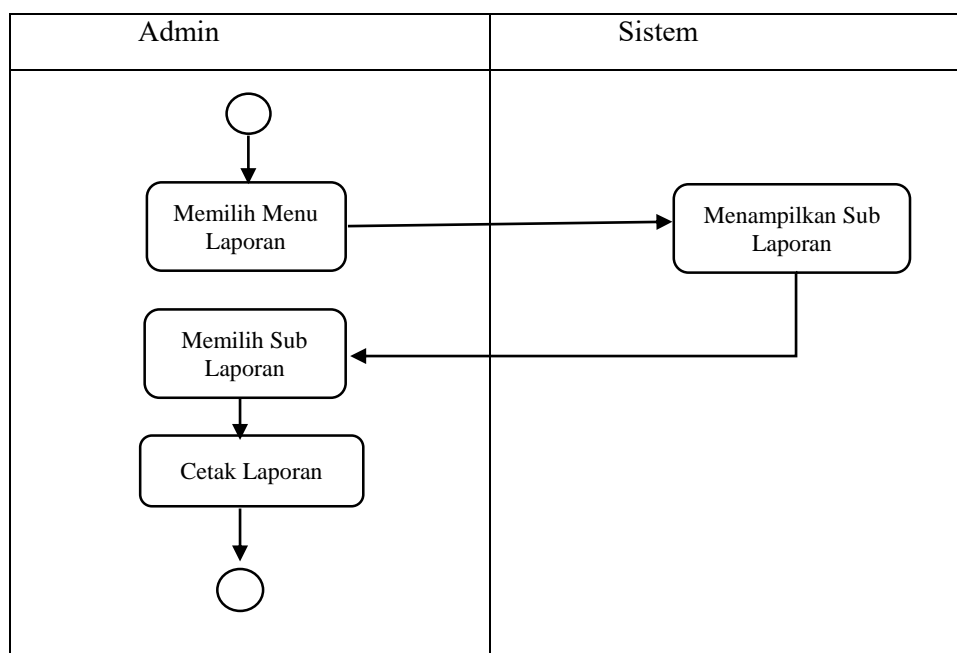 Admin
Sistem
Memilih Menu
Laporan
Menampilkan Sub
Laporan
Memilih Sub
Laporan
Cetak Laporan